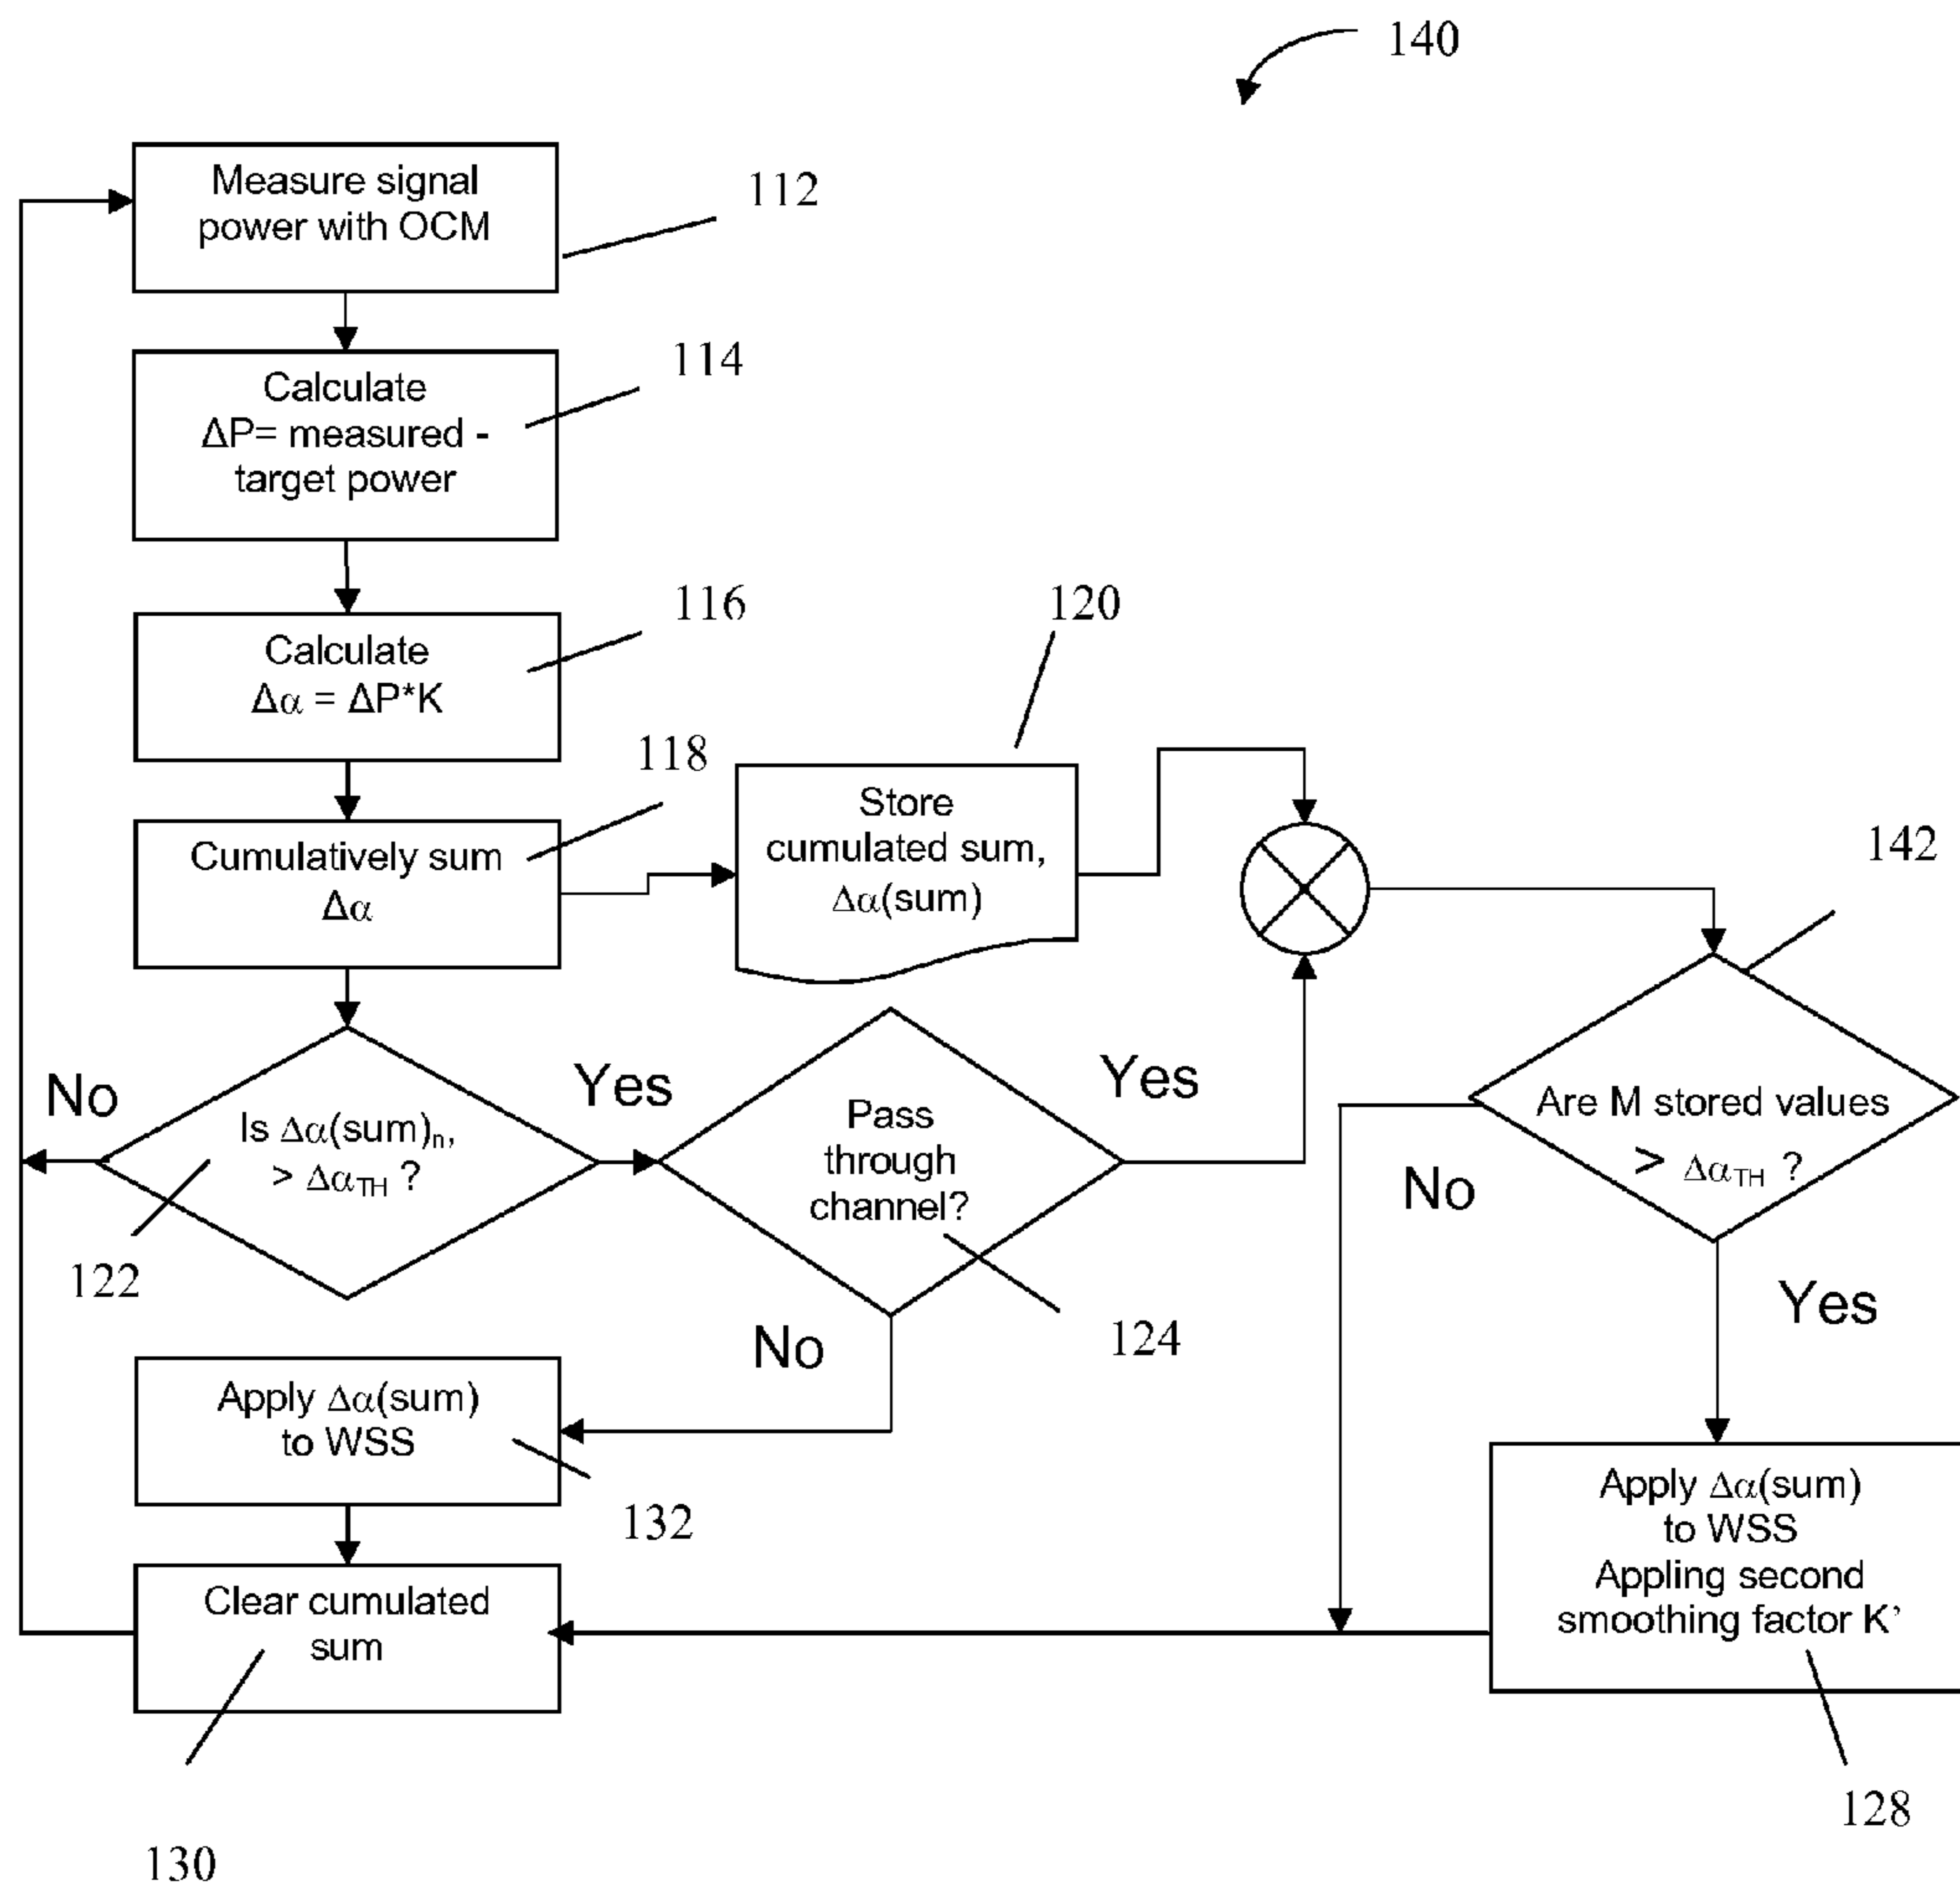 140
Measure signal
power with OCM
112
Calculate
ΔP= measured -
target power
114
Calculate
Δα = ΔP*K
116
Cumulatively sum
Δα
118
Store
cumulated sum,
Δα(sum)
120
142
No
Is Δα(sum)n,
> ΔαTH ?
122
Yes
Pass
through
channel?
124
Yes
No
Are M stored values
> ΔαTH ?
No
Yes
Apply Δα(sum)
to WSS
132
Clear cumulated
sum
130
Apply Δα(sum)
to WSS
Appling second
smoothing factor K’
128